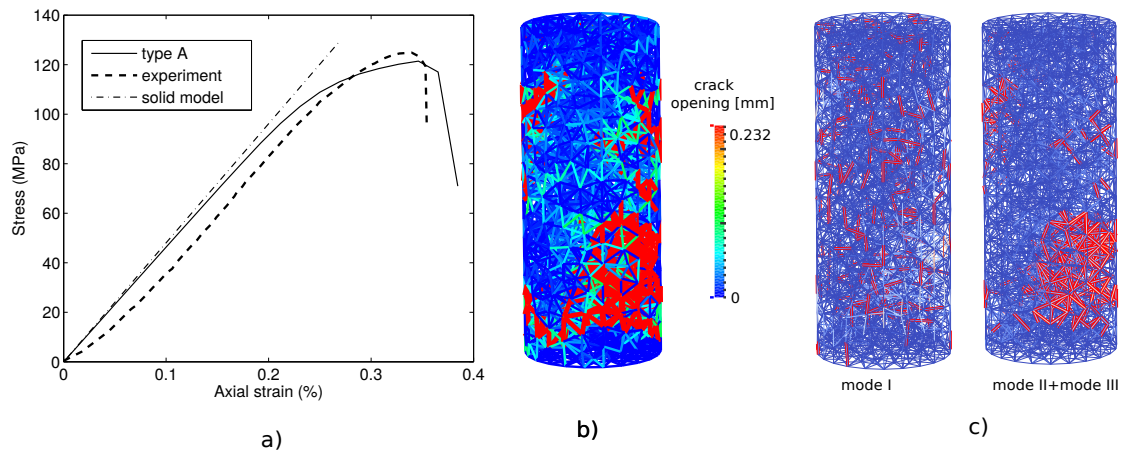 140
120
100
80
60
40
20
0
Stress (MPa)
type A
experiment
solid model
0
0.1
0.2
0.3
0.4
Axial strain (%)
a)
crack
opening [mm]
0.232
0
b)
mode I
mode II+mode III
c)